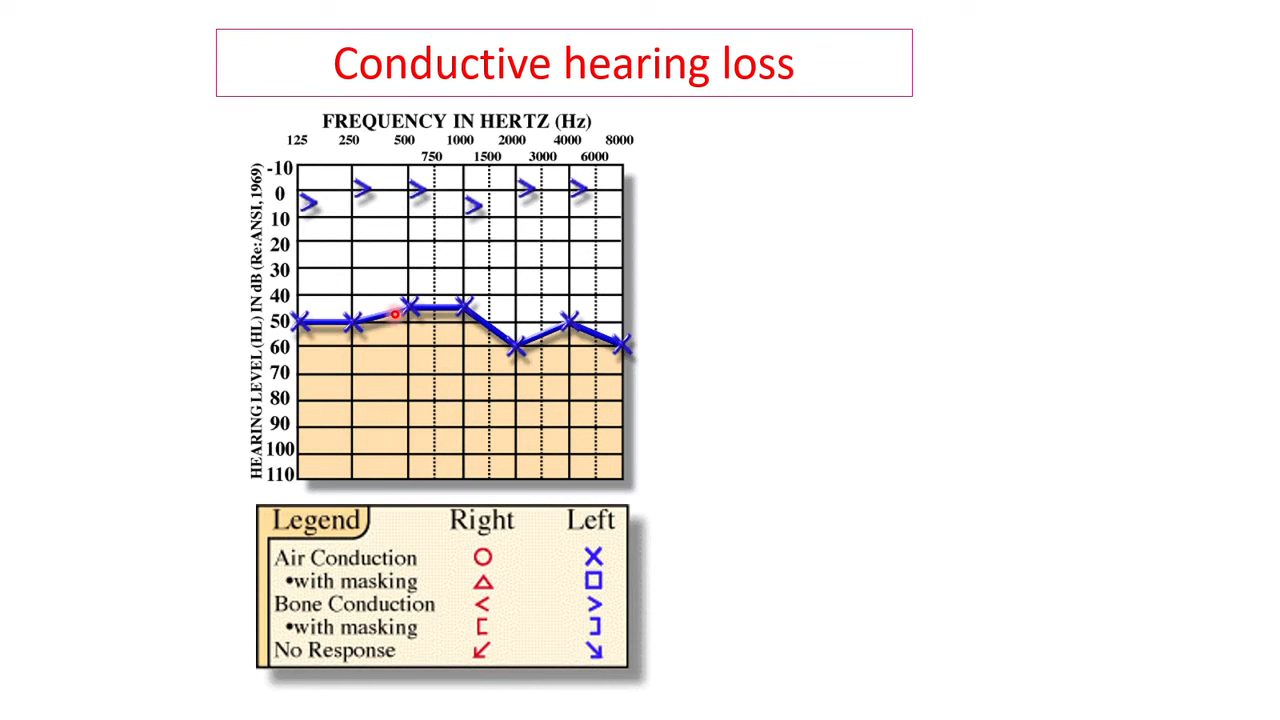 Conductive hearing loss
FREQUENCY IN HERTZ (Hz)
125 250 500 1000 2000 4000 8000
750 1500 3000 6000
HEARING LEVEL (HL) IN dB (Re:ANSI, 1969)
-10
0
10
20
30
40
50
60
70
80
90
100
110
Legend Right Left
Air Conduction
•with masking
Bone Conduction
•with masking
No Response